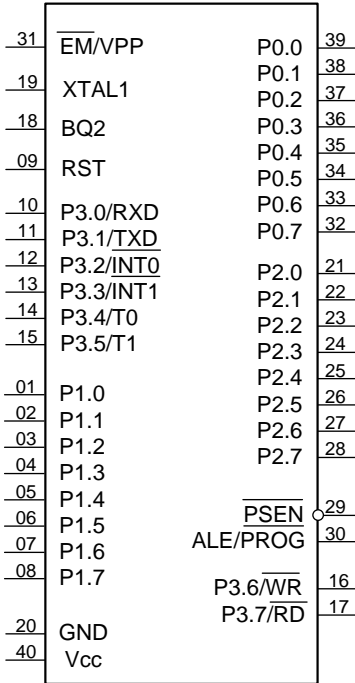 31 EM/VPP
19 XTAL1
18 BQ2
09 RST
10 P3.0/RXD
11 P3.1/TXD
12 P3.2/INT0
13 P3.3/INT1
14 P3.4/T0
15 P3.5/T1
01 P1.0
02 P1.1
03 P1.2
04 P1.3
05 P1.4
06 P1.5
07 P1.6
08 P1.7
20 GND
40 Vcc
P0.0 39
P0.1 38
P0.2 37
P0.3 36
P0.4 35
P0.5 34
P0.6 33
P0.7 32
P2.0 21
P2.1 22
P2.2 23
P2.3 24
P2.4 25
P2.5 26
P2.6 27
P2.7 28
PSEN 29
ALE/PROG 30
P3.6/WR 16
P3.7/RD 17